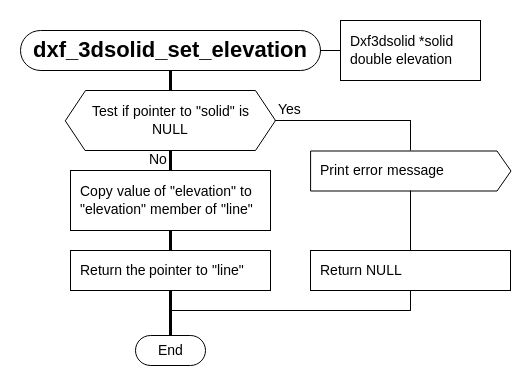 dxf_3dsolid_set_elevation
Dxf3dsolid *solid
double elevation
Test if pointer to "solid" is
NULL
Yes
No
Print error message
Copy value of "elevation" to
"elevation" member of "line"
Return the pointer to "line"
Return NULL
End